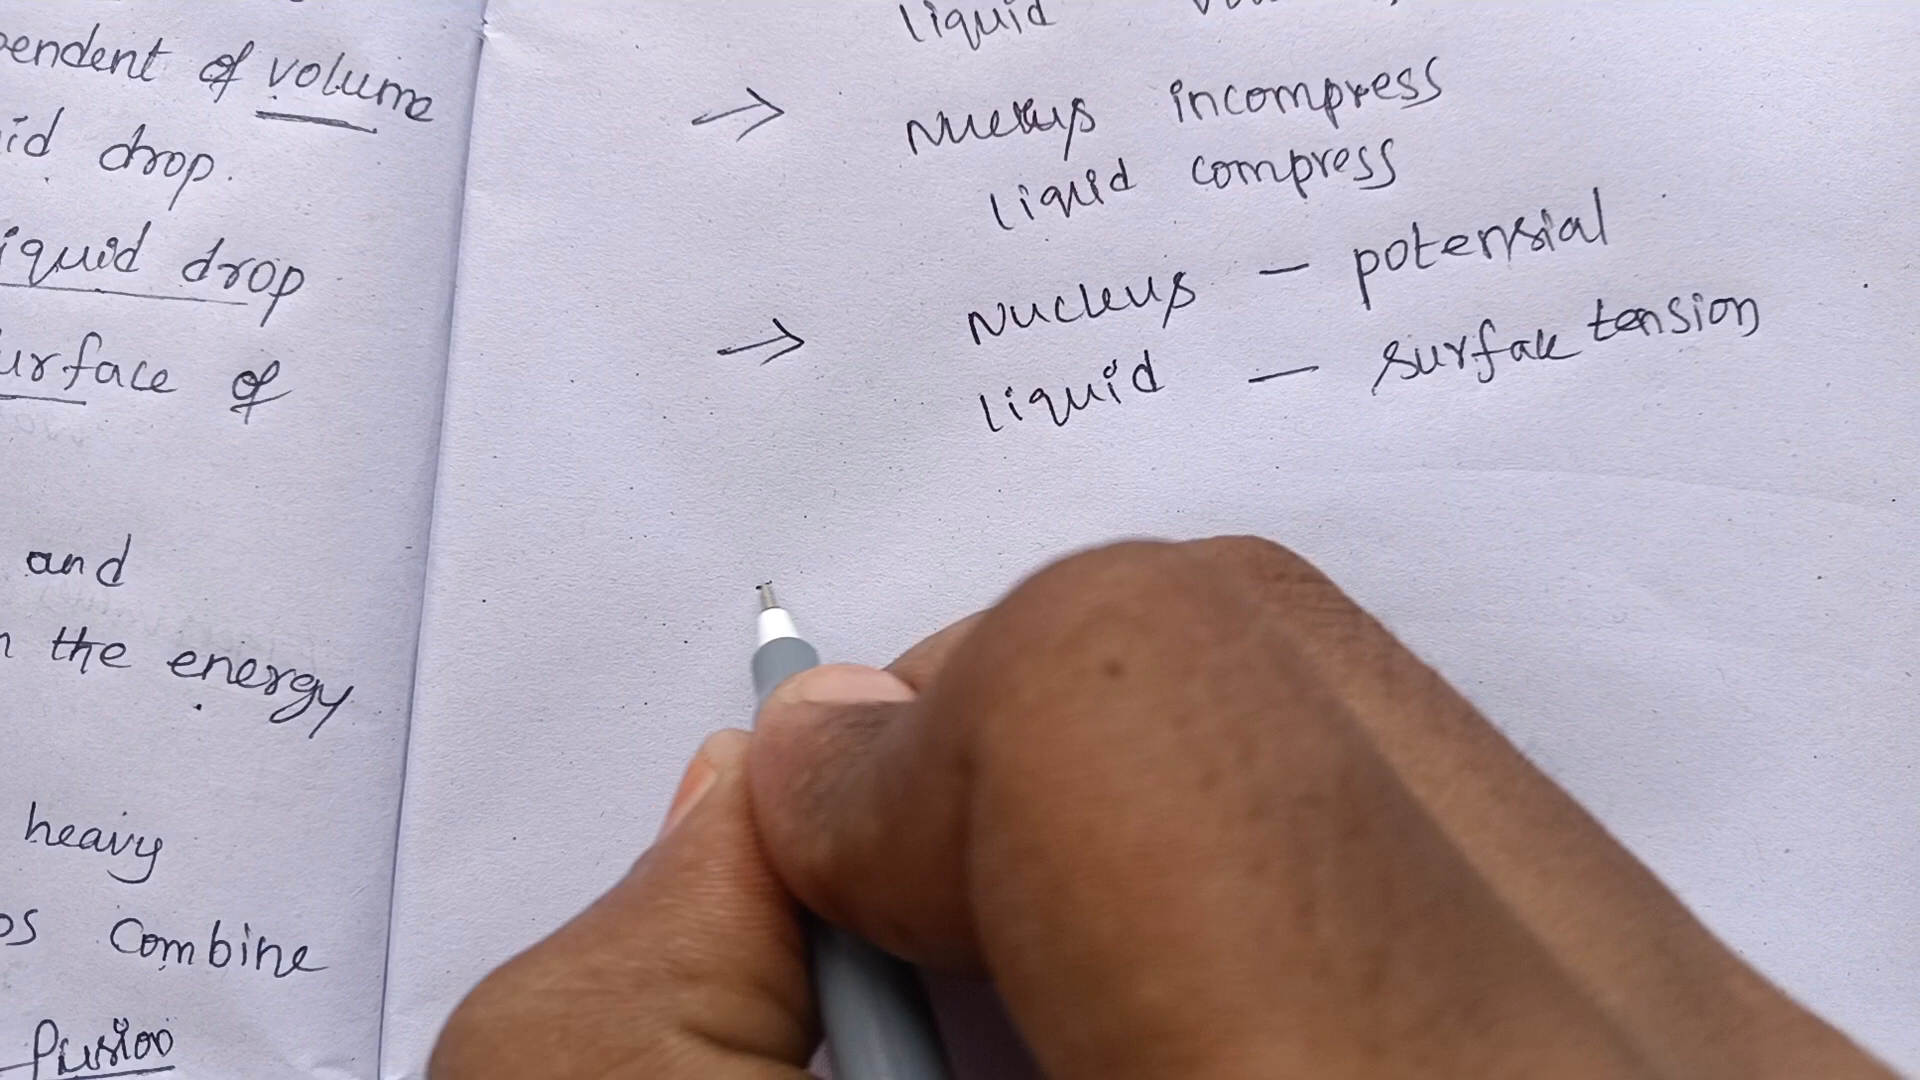 pendent of volume
id drop.
iquid drop
urface of
and
n the energy
heavy
os combine
fusion
liquid
Nucleus incompress
liquid compress
Nucleus - potensial
liquid - surface tension